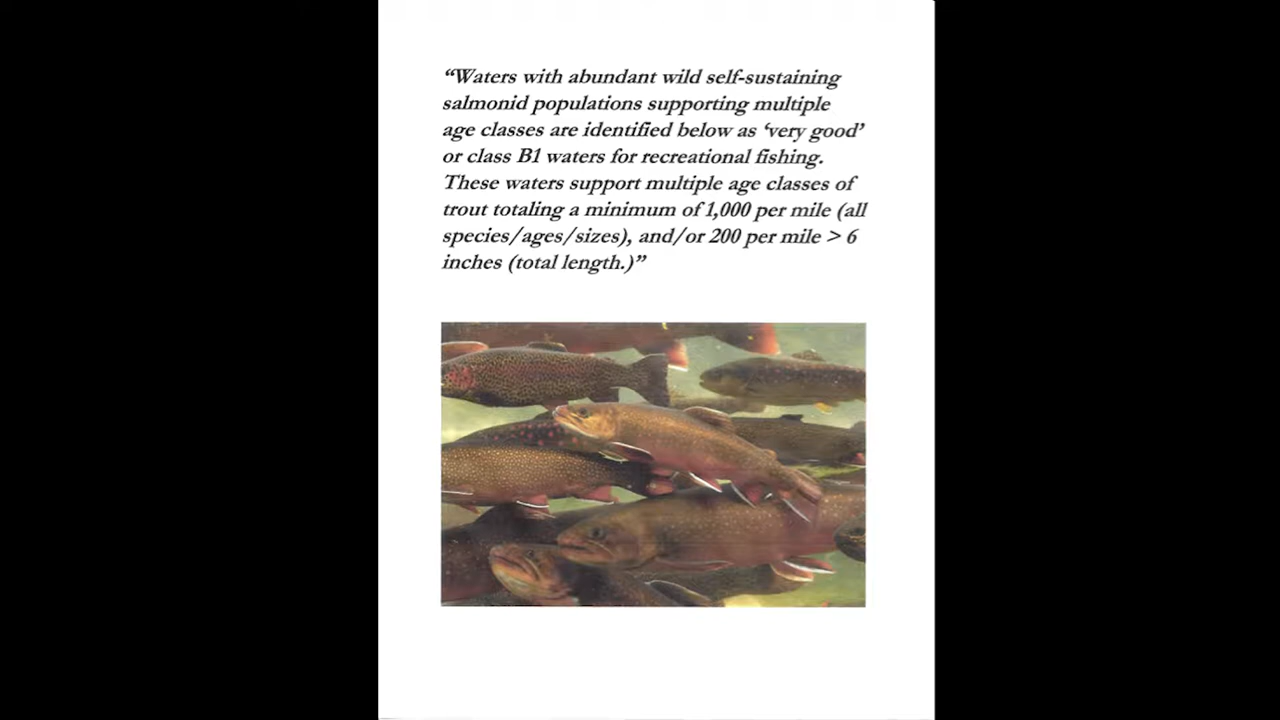 “Waters with abundant wild self-sustaining
salmonid populations supporting multiple
age classes are identified below as ‘very good’
or class B1 waters for recreational fishing.
These waters support multiple age classes of
trout totaling a minimum of 1,000 per mile (all
species/ages/sizes), and/or 200 per mile > 6
inches (total length.)”